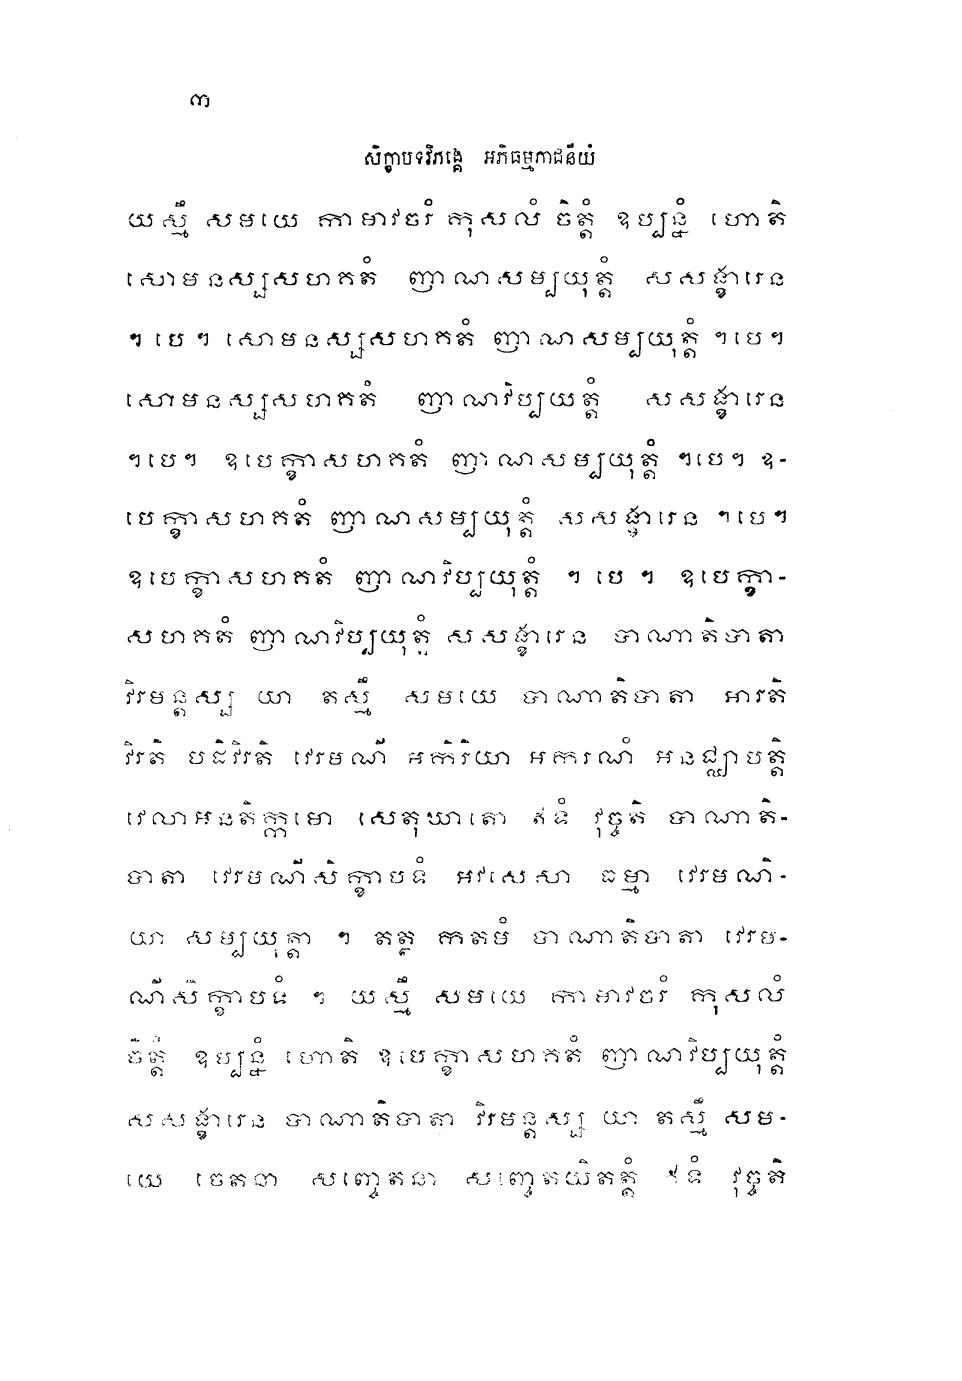 ៣
សិក្ខាបទវិភង្គេ អភិធម្មភាជនីយំ
យស្មឹ សមយេ កាមាវចរំ កុសលំ ចិត្តំ ឧប្បន្នំ ហោតិ
សោមនស្សសហគតំ ញាណសម្បយុត្តំ សសង្ខារេន
។ បេ ។ សោមនស្សសហគតំ ញាណសម្បយុត្តំ ។បេ។
សោមនស្សសហគតំ ញាណវិប្បយត្តំ សសង្ខារេន
។បេ។ ឧបេក្ខាសហគតំ ញាណសម្បយុត្តំ ។បេ។ ឧ-
បេក្ខាសហគតំ ញាណសម្បយុត្តំ សសង្ខារេន ។បេ។
ឧបេក្ខាសហគតំ ញាណវិប្បយុត្តំ ។ បេ ។ ឧបេក្ខា-
សហគតំ ញាណវិប្បយុត្តំ សសង្ខារេន បាណាតិបាតា
វិរមន្តស្ស យា តស្មឹ សមយេ បាណាតិបាតា អារតិ
វិរតិ បដិវិរតិ វេរមណី អកិរិយា អករណំ អនជ្ឈាបត្តិ
វេលាអនតិក្កមោ សេតុឃាតោ ឥទំ វុច្ចតិ បាណាតិ-
បាតា វេរមណីសិក្ខាបទំ អវសេសា ធម្មា វេរមណិ-
យា សម្បយុត្តា ។ តត្ថ កតមំ បាណាតិបាតា វេរម-
ណីសិក្ខាបទំ ។ យស្មឹ សមយេ កាមាវចរំ កុសលំ
ចិត្តំ ឧប្បន្នំ ហោតិ ឧបេក្ខាសហគតំ ញាណវិប្បយុត្តំ
សសង្ខារេន បាណាតិបាតា វិរមន្តស្ស យា តស្មឹ សម-
យេ ចេតនា សញ្ចេតនា សញ្ចេតយិតត្តំ ឥទំ វុច្ចតិ